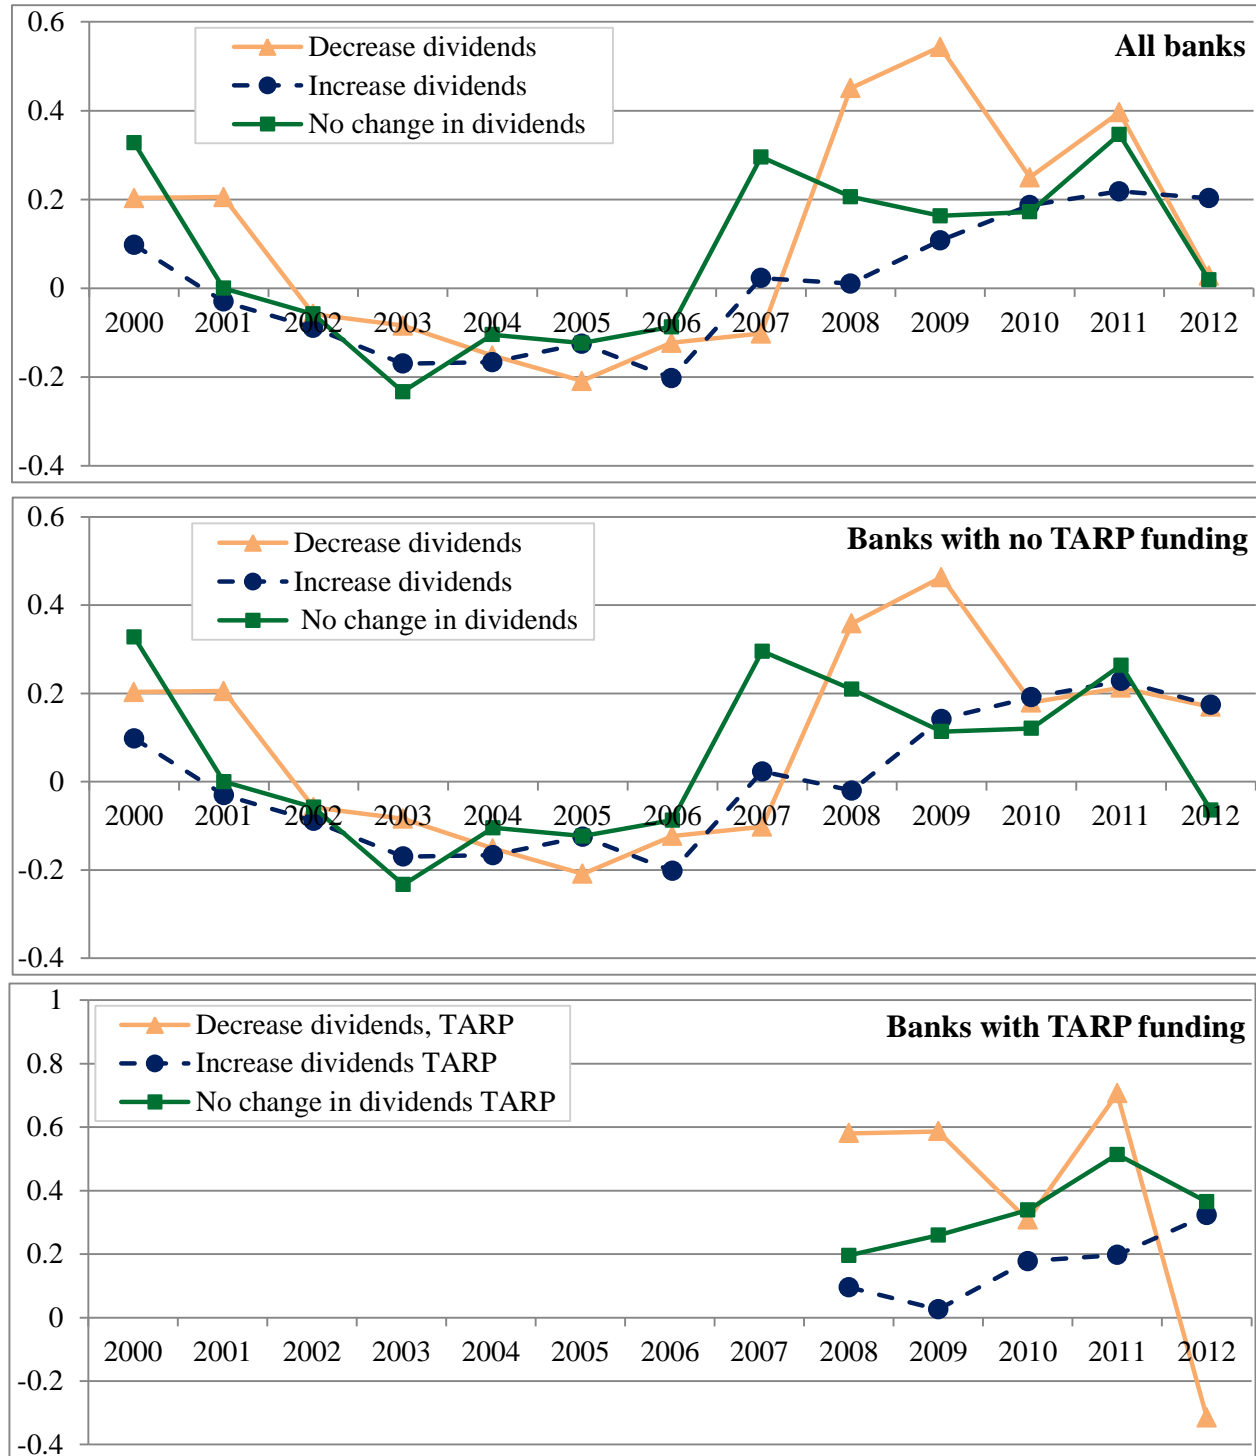 0.6
All banks
Decrease dividends
Increase dividends
No change in dividends
0.4
0.2
0
2000 2001 2002 2003 2004 2005 2006 2007 2008 2009 2010 2011 2012
-0.2
-0.4
0.6
Banks with no TARP funding
Decrease dividends
Increase dividends
No change in dividends
0.4
0.2
0
2000 2001 2002 2003 2004 2005 2006 2007 2008 2009 2010 2011 2012
-0.2
-0.4
1
Banks with TARP funding
Decrease dividends, TARP
Increase dividends TARP
No change in dividends TARP
0.8
0.6
0.4
0.2
0
2000 2001 2002 2003 2004 2005 2006 2007 2008 2009 2010 2011 2012
-0.2
-0.4